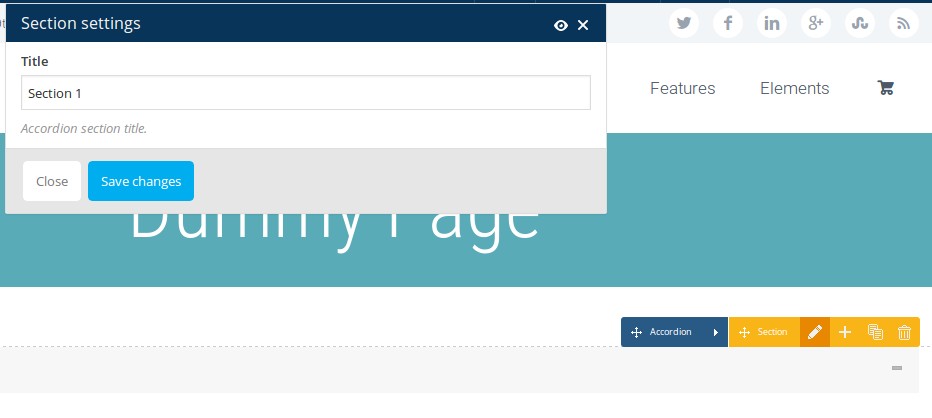 Section settings
Title
Section 1
Accordion section title.
Close
Save changes
Features
Elements
Dummy Page
Accordion
Section